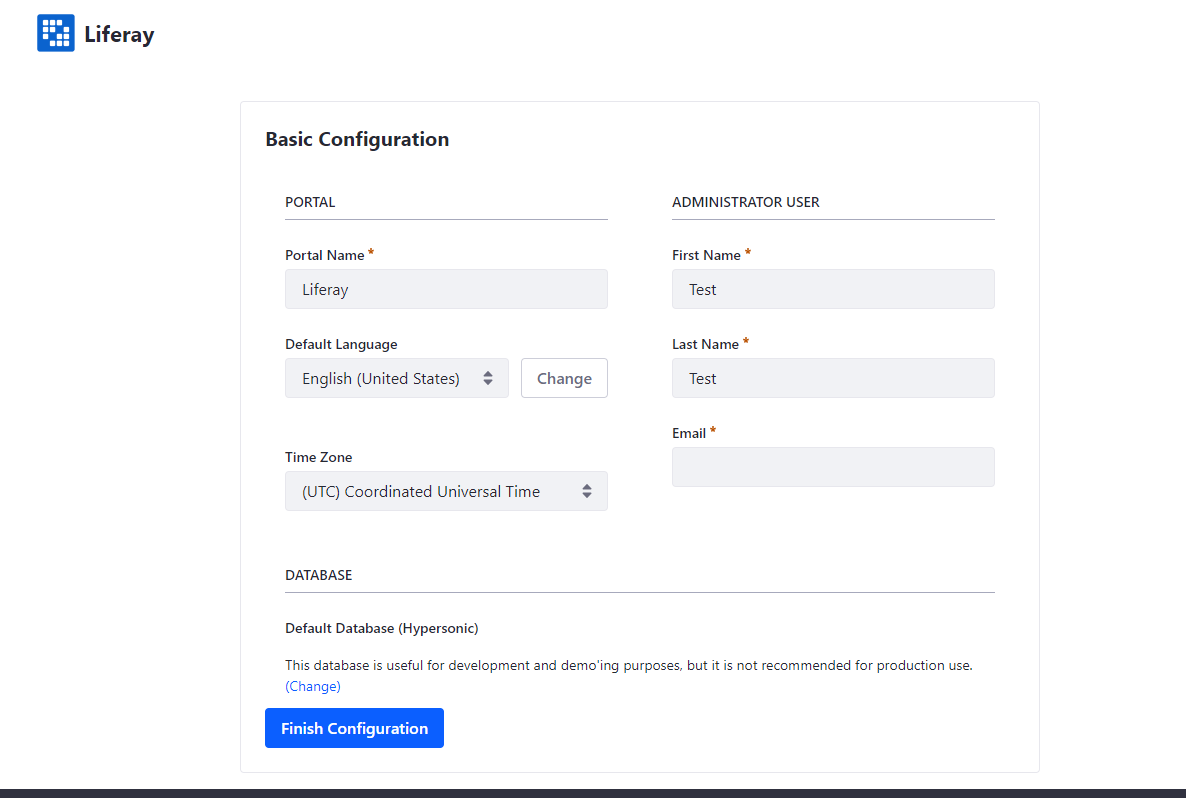 Liferay
Basic Configuration
PORTAL
Portal Name *
Liferay
Default Language
English (United States)
Change
Time Zone
(UTC) Coordinated Universal Time
ADMINISTRATOR USER
First Name *
Test
Last Name *
Test
Email *
DATABASE
Default Database (Hypersonic)
This database is useful for development and demo'ing purposes, but it is not recommended for production use.
(Change)
Finish Configuration